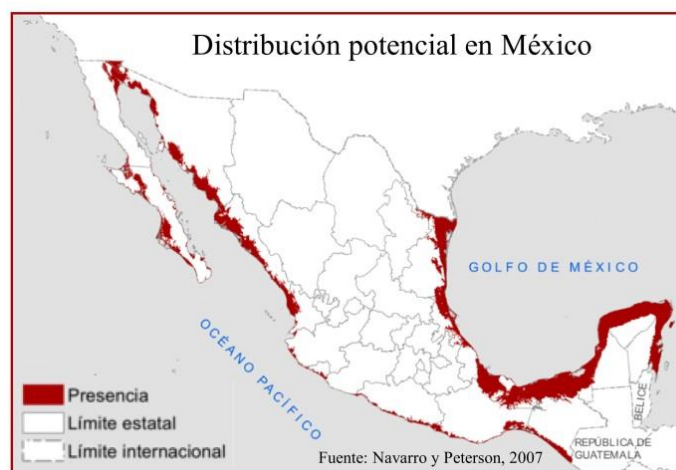 Distribución potencial en México
GOLFO DE MÉXICO
OCÉANO PACÍFICO
BELICE
REPÚBLICA DE
GUATEMALA
Presencia
Límite estatal
Límite internacional
Fuente: Navarro y Peterson, 2007